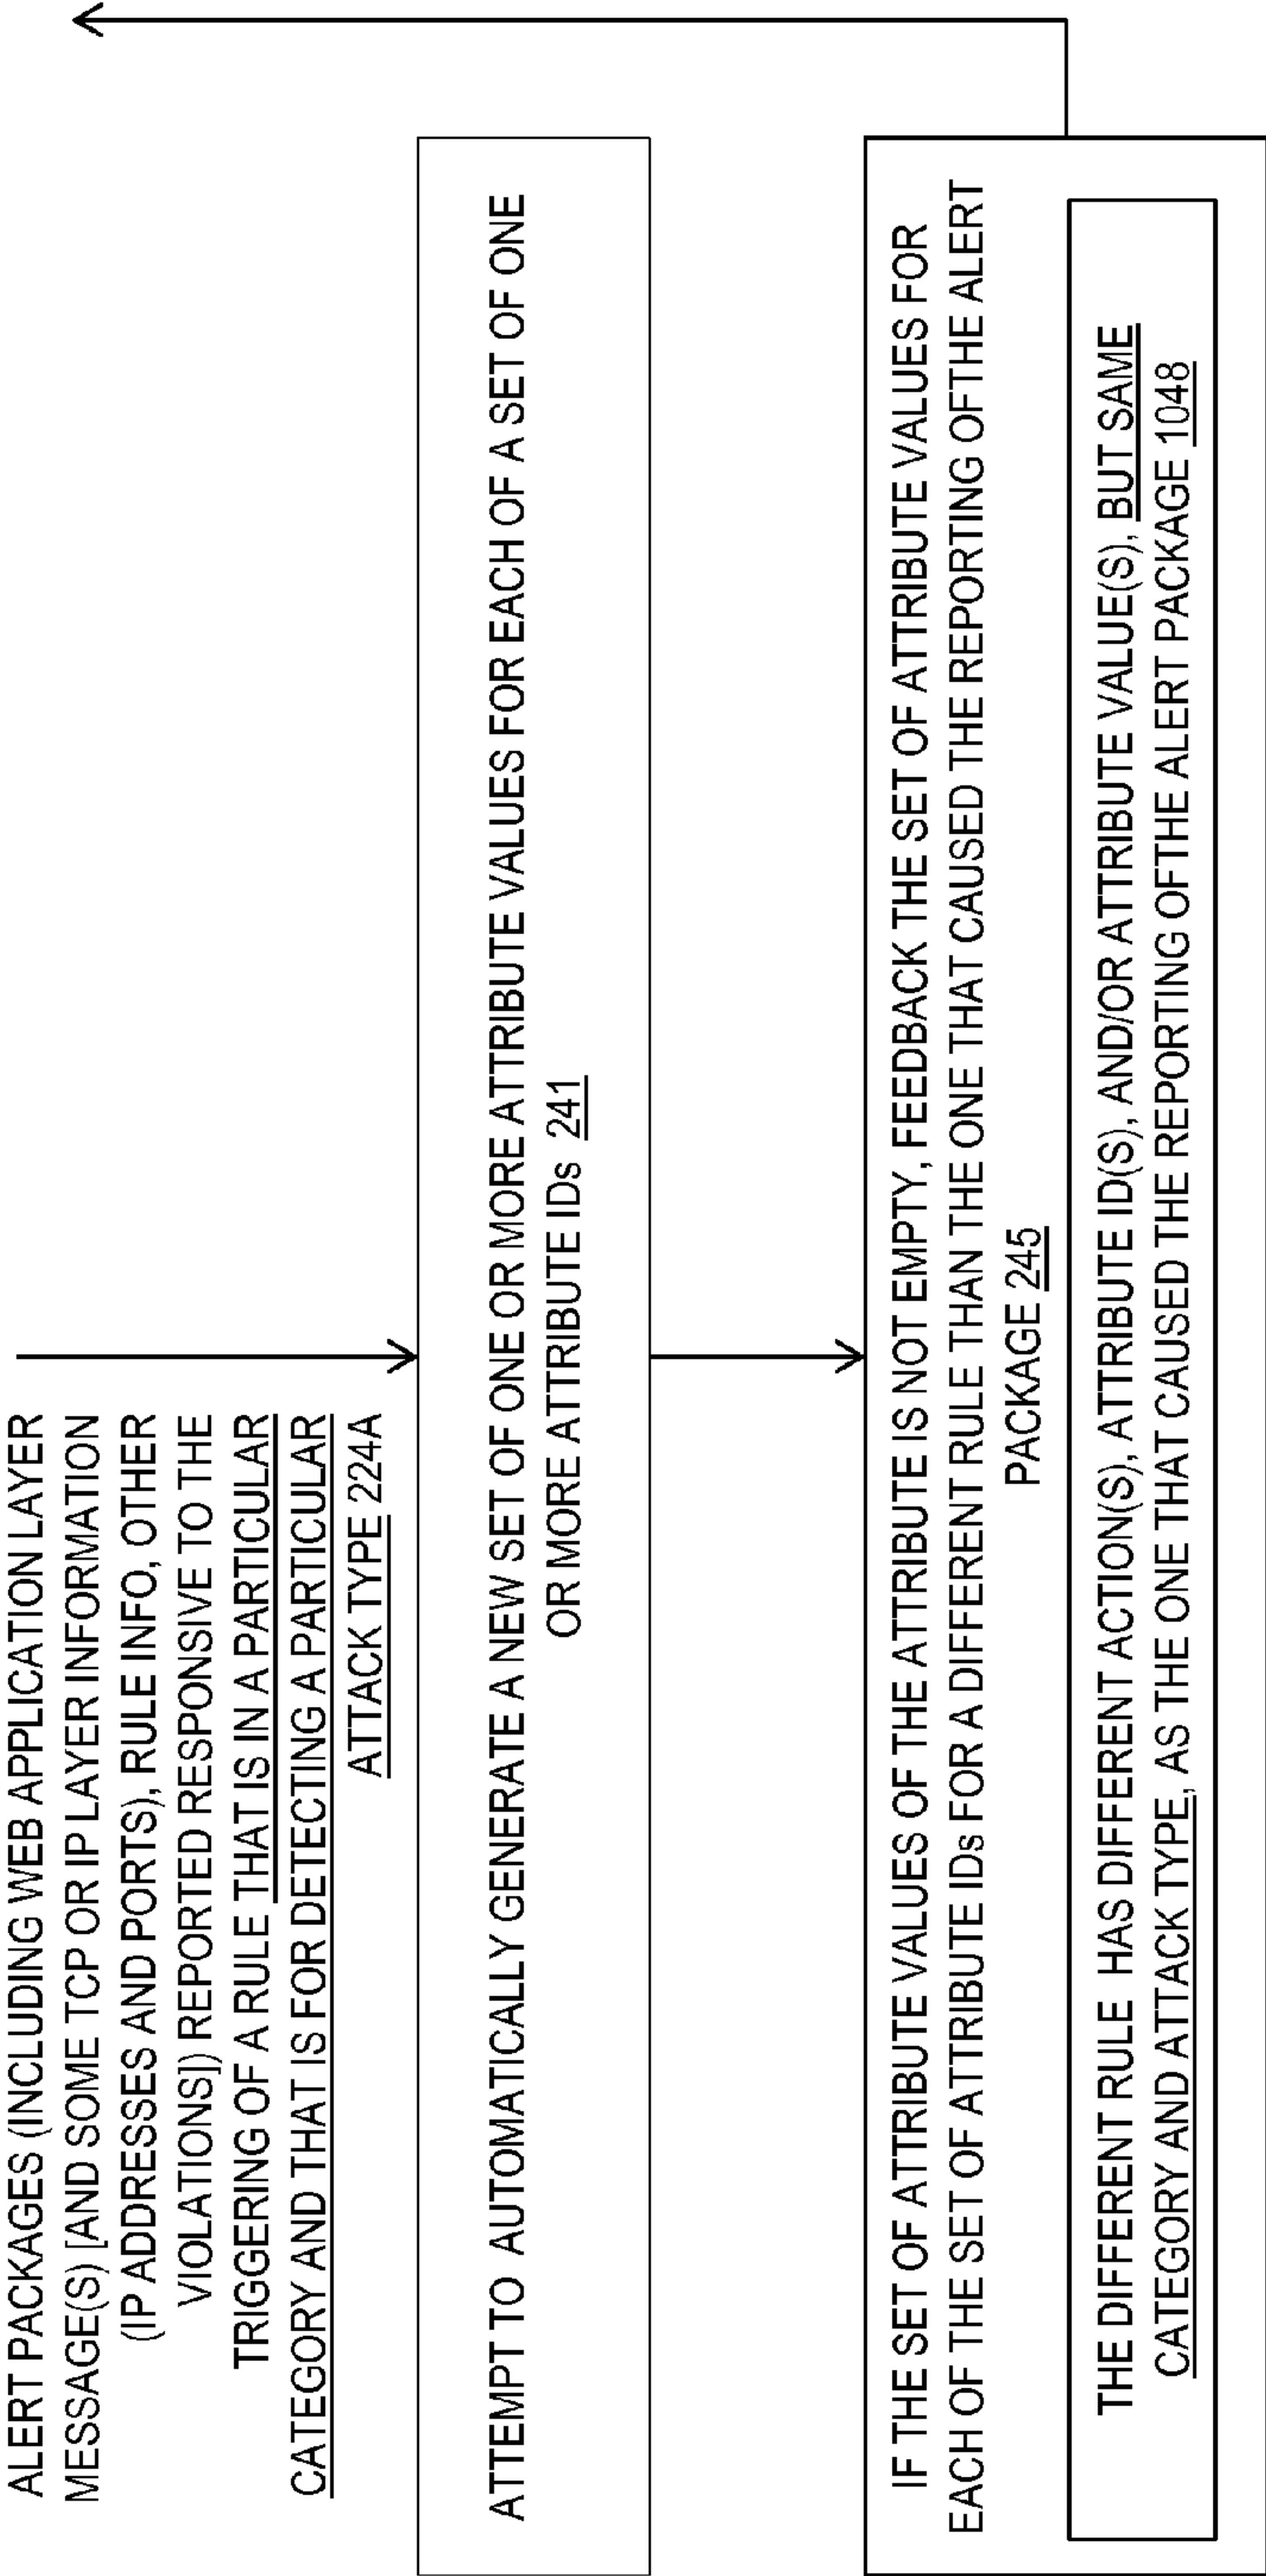 ALERT PACKAGES (INCLUDING WEB APPLICATION LAYER
MESSAGE(S) [AND SOME TCP OR IP LAYER INFORMATION
(IP ADDRESSES AND PORTS), RULE INFO, OTHER
VIOLATIONS]) REPORTED RESPONSIVE TO THE
TRIGGERING OF A RULE THAT IS IN A PARTICULAR
CATEGORY AND THAT IS FOR DETECTING A PARTICULAR
ATTACK TYPE 224A
ATTEMPT TO AUTOMATICALLY GENERATE A NEW SET OF ONE OR MORE ATTRIBUTE VALUES FOR EACH OF A SET OF ONE
OR MORE ATTRIBUTE IDs 241
IF THE SET OF ATTRIBUTE VALUES OF THE ATTRIBUTE IS NOT EMPTY, FEEDBACK THE SET OF ATTRIBUTE VALUES FOR
EACH OF THE SET OF ATTRIBUTE IDs FOR A DIFFERENT RULE THAN THE ONE THAT CAUSED THE REPORTING OFTHE ALERT
PACKAGE 245
THE DIFFERENT RULE HAS DIFFERENT ACTION(S), ATTRIBUTE ID(S), AND/OR ATTRIBUTE VALUE(S), BUT SAME
CATEGORY AND ATTACK TYPE, AS THE ONE THAT CAUSED THE REPORTING OFTHE ALERT PACKAGE 1048